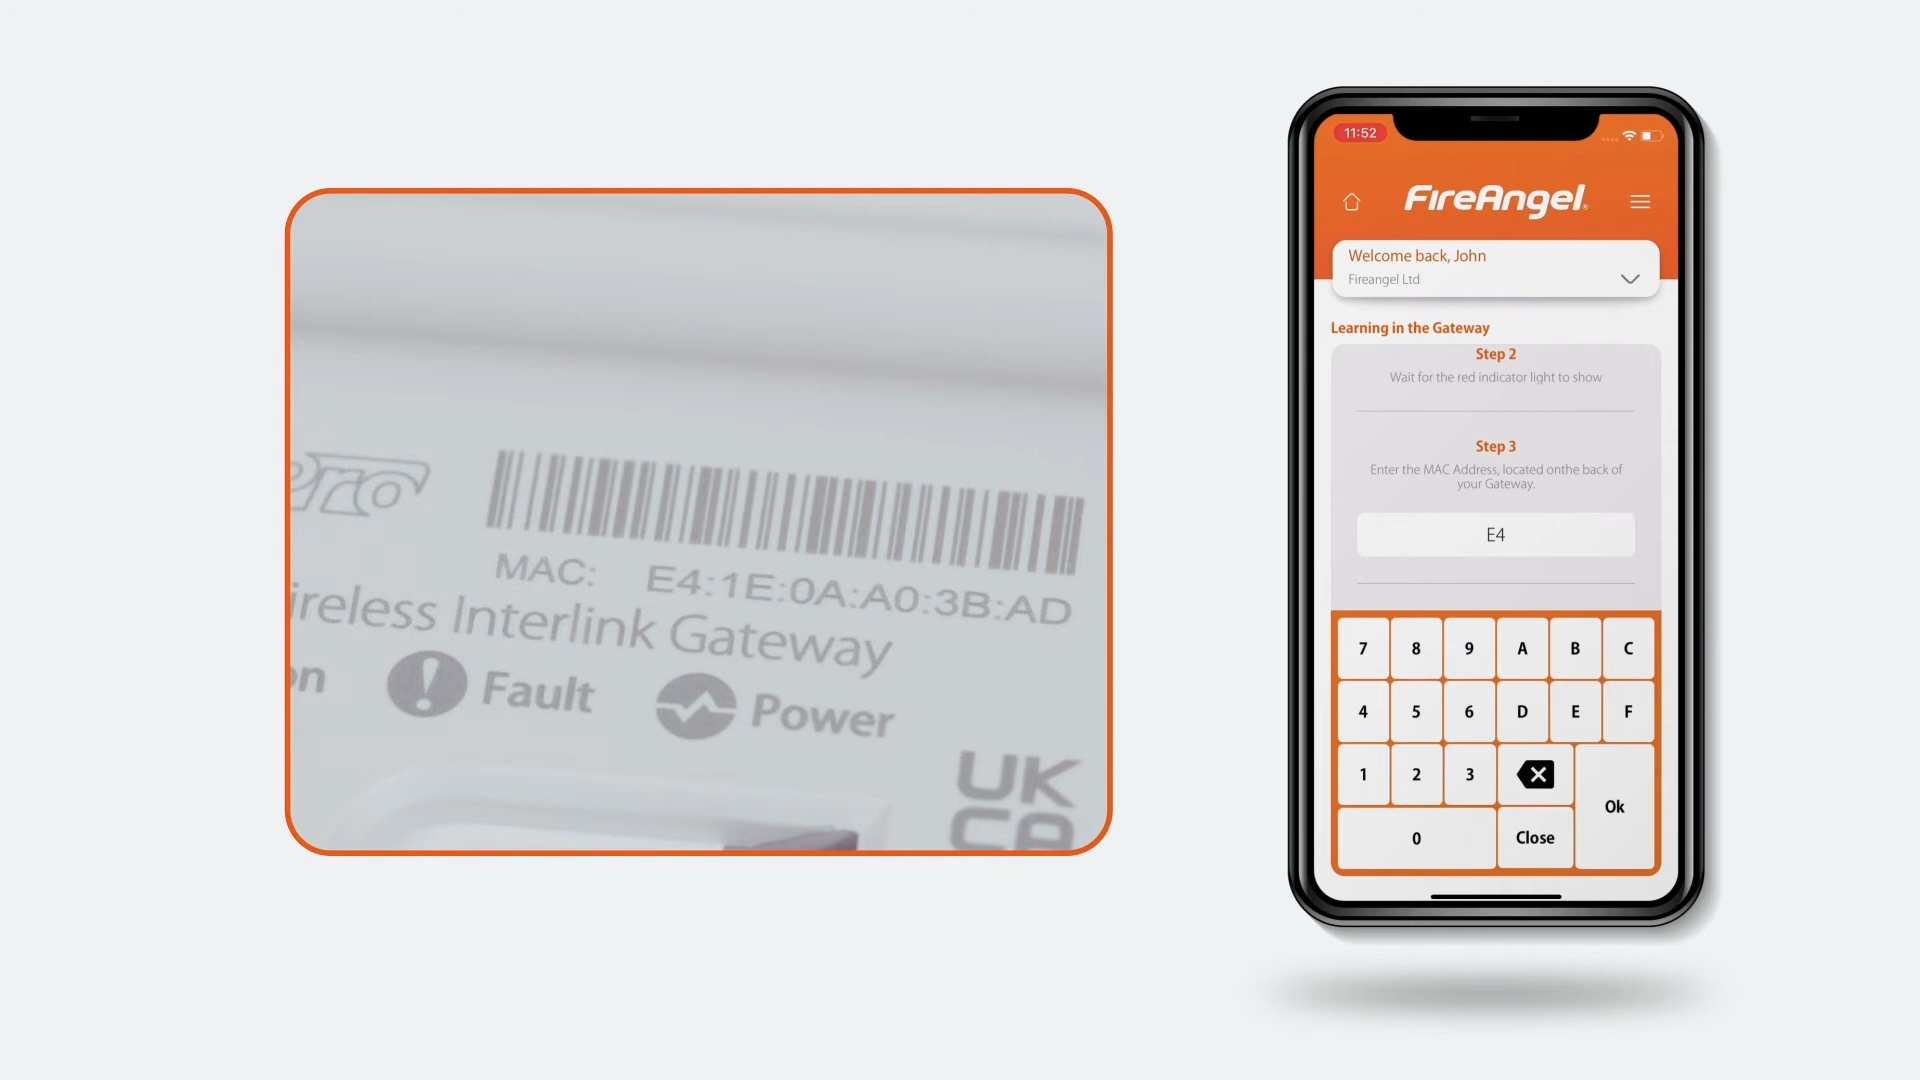 Pro
MAC: E4:1E:0A:A0:3B:AD
ireless Interlink Gateway
on
Fault
Power
UK
CA
11:52
FireAngel®
Welcome back, John
Fireangel Ltd
Learning in the Gateway
Step 2
Wait for the red indicator light to show
Step 3
Enter the MAC Address, located onthe back of
your Gateway.
E4
7 8 9 A B C
4 5 6 D E F
1 2 3
Ok
0 Close